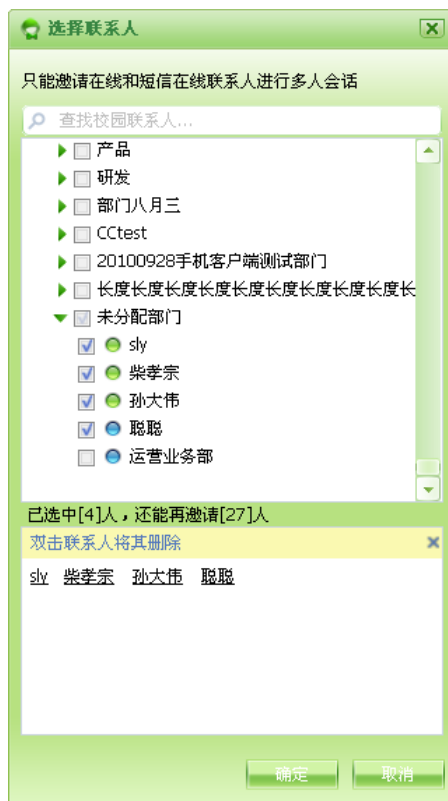 选择联系人
只能邀请在线和短信在线联系人进行多人会话
查找校园联系人...
产品
研发
部门八月三
CCtest
20100928手机客户端测试部门
长度长度长度长度长度长度长度长度长
未分配部门
sly
柴孝宗
孙大伟
聪聪
运营业务部
已选中[4]人，还能再邀请[27]人
双击联系人将其删除
sly 柴孝宗 孙大伟 聪聪
确定 取消